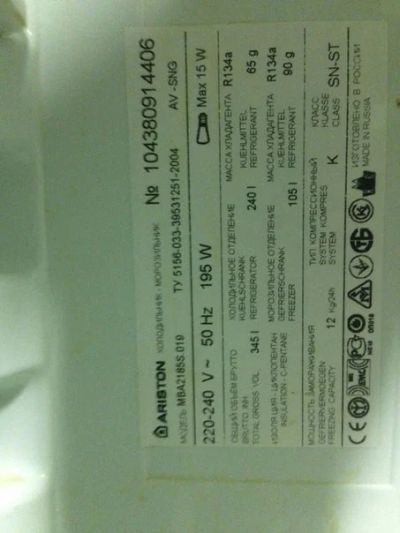 ARISTON ХОЛОДИЛЬНИК - МОРОЗИЛЬНИК № 104380914406
МОДЕЛЬ MBA2185S.019 ТУ 5156-033-39531251-2004 AV -SNG
220-240 V ~ 50 Hz 195 W Max 15 W
ОБЩИЙ ОБЪЕМ БРУТТО ХОЛОДИЛЬНОЕ ОТДЕЛЕНИЕ МАССА ХЛАДАГЕНТА R134a
BRUTTO INH KUEHLSCHRANK KUEHLMITTEL
TOTAL GROSS VOL 345 l REFRIGERATOR 240 l REFRIGERANT 65 g
ИЗОЛЯЦИЯ - ЦИКЛОПЕНТАН МОРОЗИЛЬНОЕ ОТДЕЛЕНИЕ МАССА ХЛАДАГЕНТА R134a
INSULATION - C-PENTANE GEFRIERSCHRANK KUEHLMITTEL
FREEZER 105 l REFRIGERANT 90 g
МОЩНОСТЬ ЗАМОРАЖИВАНИЯ ТИП КОМПРЕССИОННЫЙ КЛАСС
GEFRIERVERMOEGEN 12 Kg/24h SYSTEM KOMPRES K KLASSE SN-ST
FREEZING CAPACITY SYSTEM CLASS
CE ИЗГОТОВЛЕНО В РОССИИ
MADE IN RUSSIA